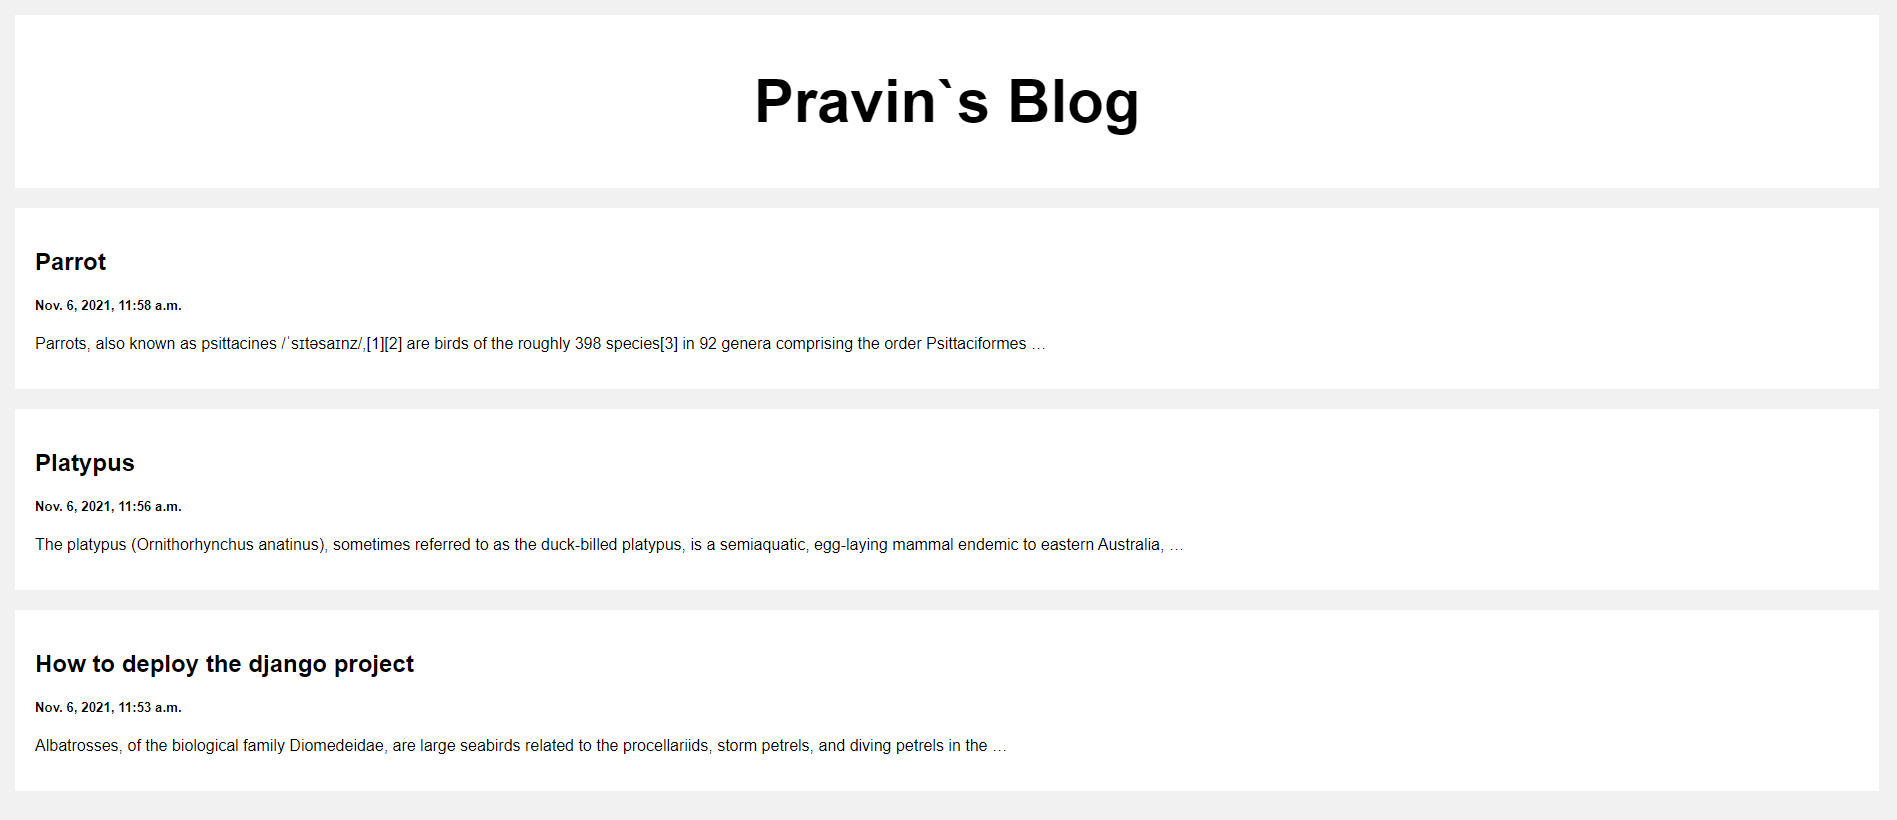 Pravin`s Blog
Parrot
Nov. 6, 2021, 11:58 a.m.
Parrots, also known as psittacines /ˈsɪtəsaɪnz/,[1][2] are birds of the roughly 398 species[3] in 92 genera comprising the order Psittaciformes …
Platypus
Nov. 6, 2021, 11:56 a.m.
The platypus (Ornithorhynchus anatinus), sometimes referred to as the duck-billed platypus, is a semiaquatic, egg-laying mammal endemic to eastern Australia, …
How to deploy the django project
Nov. 6, 2021, 11:53 a.m.
Albatrosses, of the biological family Diomedeidae, are large seabirds related to the procellariids, storm petrels, and diving petrels in the …